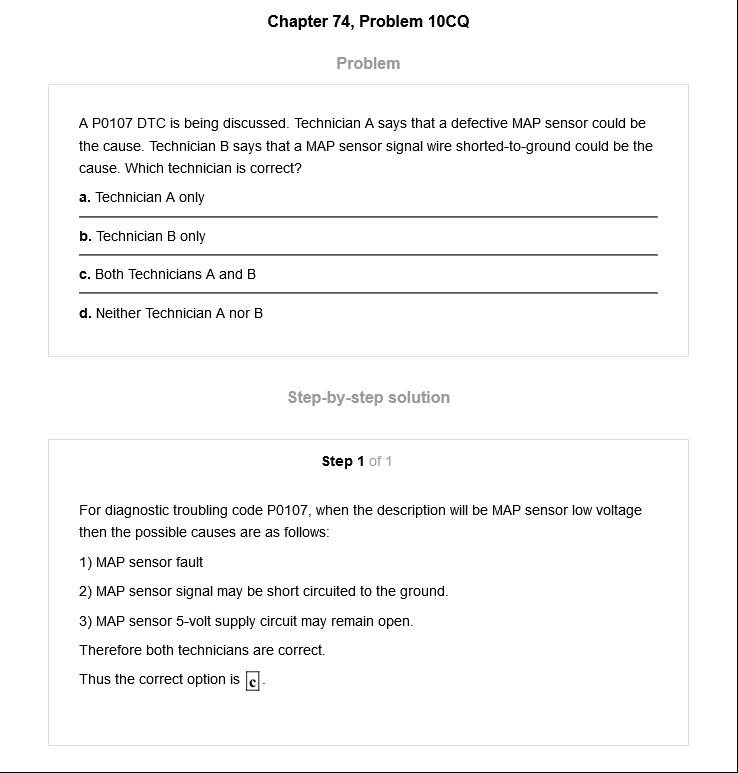 Chapter 74, Problem 10CQ
Problem
A P0107 DTC is being discussed. Technician A says that a defective MAP sensor could be
the cause. Technician B says that a MAP sensor signal wire shorted-to-ground could be the
cause. Which technician is correct?
a. Technician A only
b. Technician B only
c. Both Technicians A and B
d. Neither Technician A nor B
Step-by-step solution
Step 1 of 1
For diagnostic troubling code P0107, when the description will be MAP sensor low voltage
then the possible causes are as follows:
1) MAP sensor fault
2) MAP sensor signal may be short circuited to the ground.
3) MAP sensor 5-volt supply circuit may remain open.
Therefore both technicians are correct.
Thus the correct option is c.